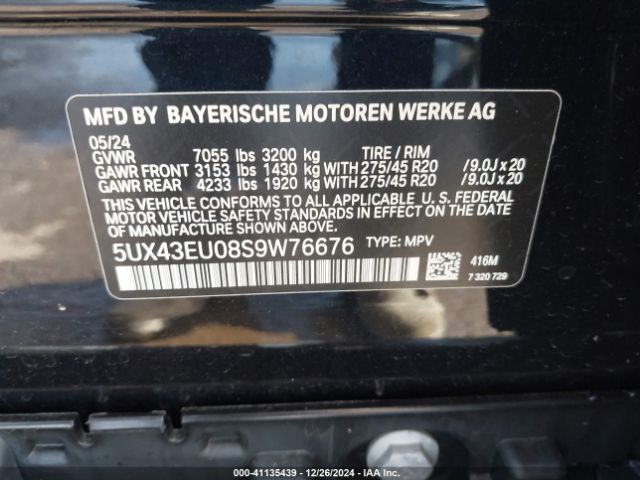 MFD BY BAYERISCHE MOTOREN WERKE AG
05/24
GVWR 7055 lbs 3200 kg TIRE / RIM
GAWR FRONT 3153 lbs 1430 kg WITH 275/45 R20 /9.0J x 20
GAWR REAR 4233 lbs 1920 kg WITH 275/45 R20 /9.0J x 20
THIS VEHICLE CONFORMS TO ALL APPLICABLE U. S. FEDERAL
MOTOR VEHICLE SAFETY STANDARDS IN EFFECT ON THE DATE
OF MANUFACTURE SHOWN ABOVE.
5UX43EU08S9W76676 TYPE: MPV
416M
7 320 729
000-41135439 - 12/26/2024 - IAA Inc.